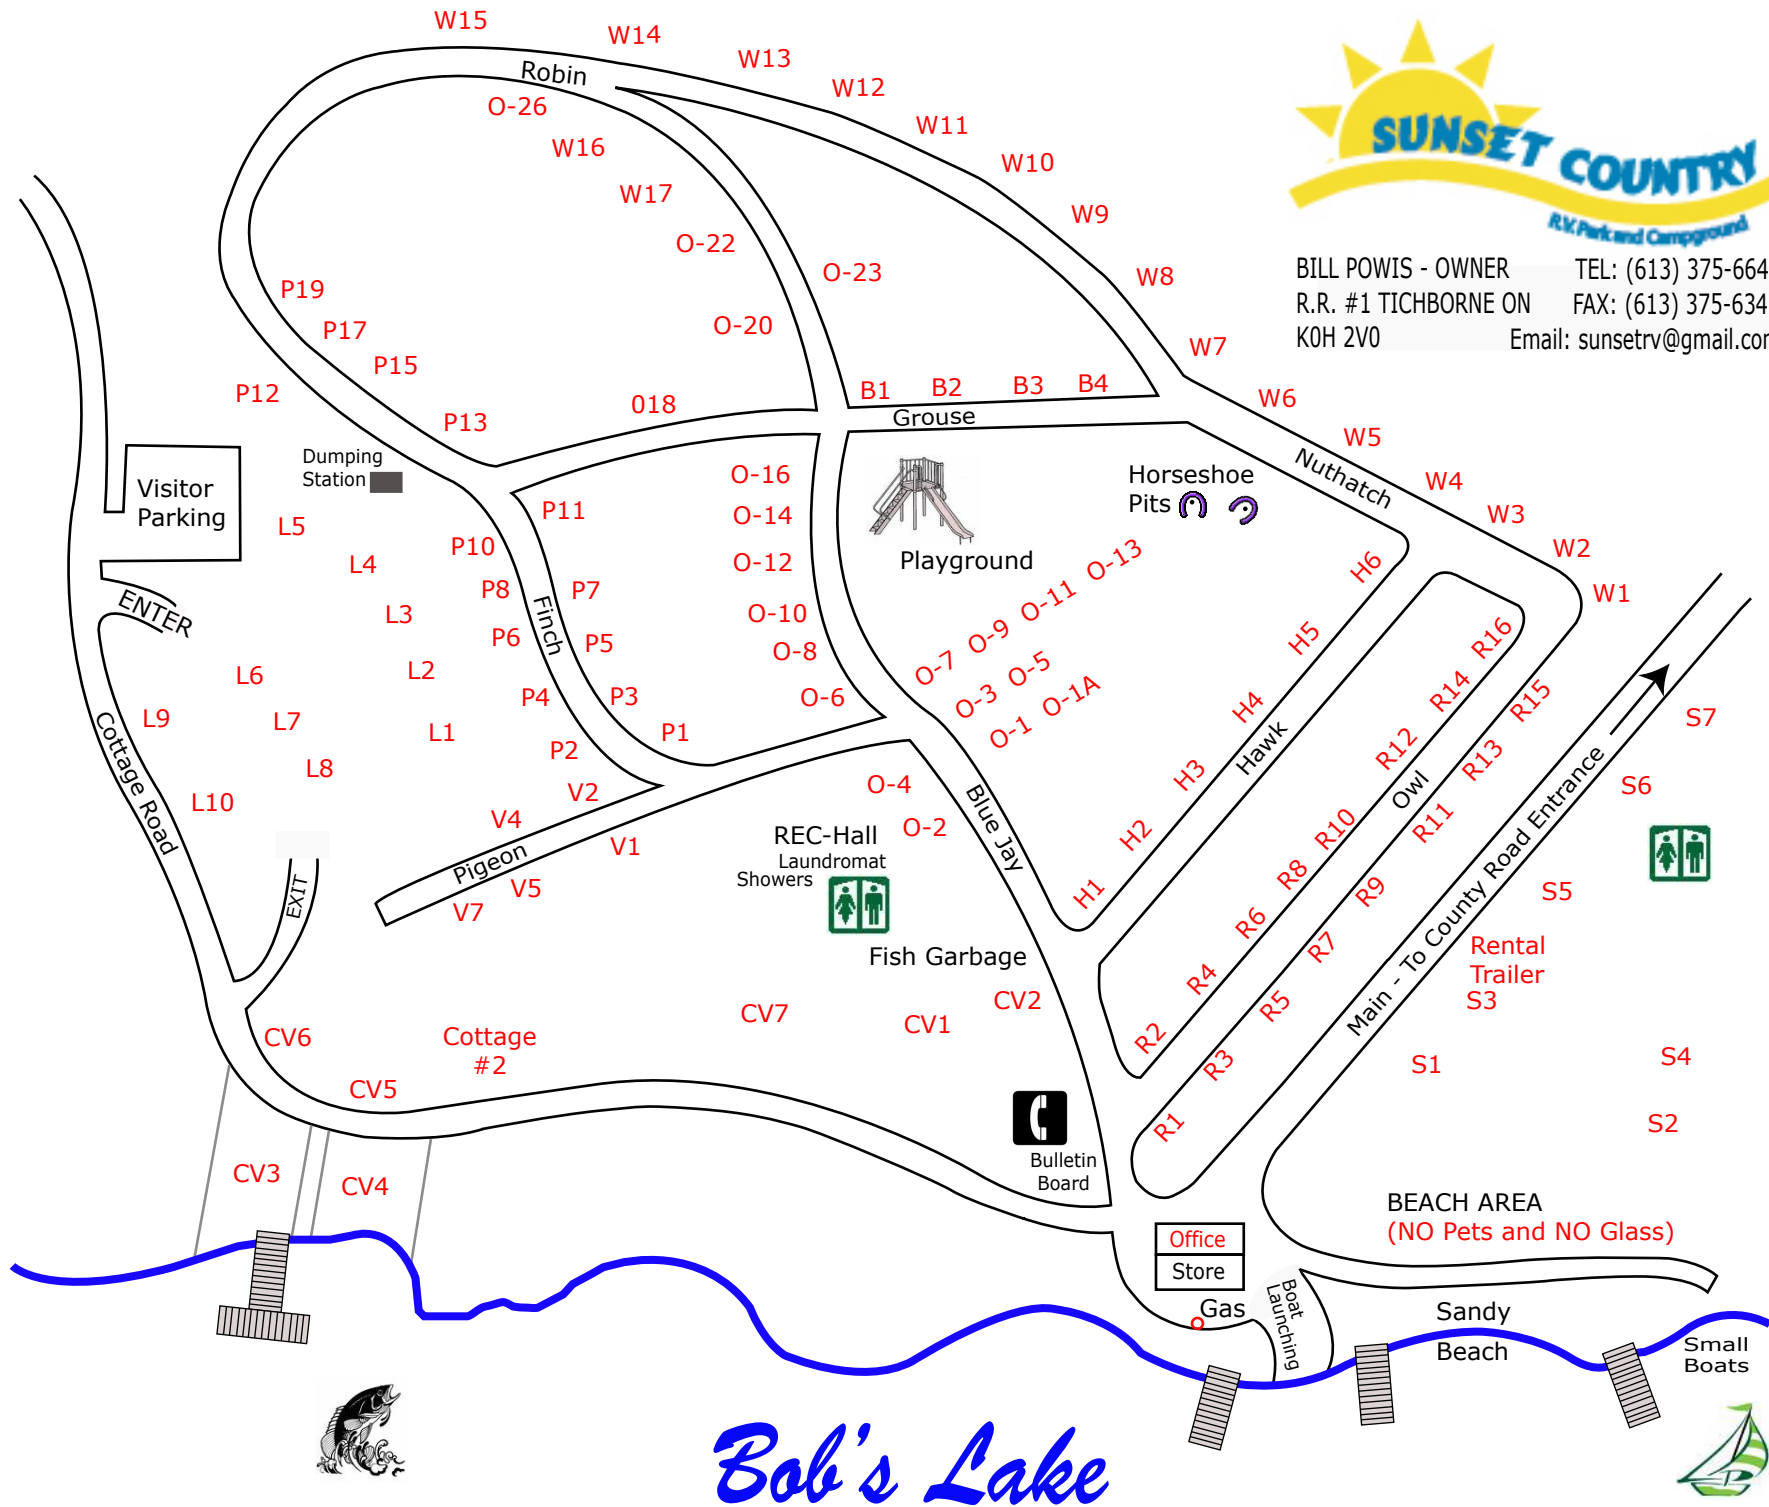 SUNSET COUNTRY
R.V. Park and Campground
BILL POWIS - OWNER
TEL: (613) 375-664
R.R. #1 TICHBORNE ON
FAX: (613) 375-634
K0H 2V0
Email: sunsetrv@gmail.co
W15
W14
W13
W12
W11
W10
W9
W8
W7
W6
W5
W4
W3
W2
W1
Robin
O-26
W16
W17
O-22
O-23
O-20
P19
P17
P15
P12
P13
018
B1
B2
B3
B4
Grouse
Nuthatch
Dumping
Station
Visitor
Parking
ENTER
L5
L4
L3
L2
L1
L6
L7
L8
L9
L10
P11
P10
P8
P7
P6
P5
P4
P3
P2
P1
Finch
O-16
O-14
O-12
O-10
O-8
O-6
Playground
Horseshoe
Pits
O-7 O-9 O-11 O-13
O-3 O-5
O-1 O-1A
H6
H5
H4
H3
H2
H1
Hawk
R16
R14
R12
R10
R8
R6
R4
R2
Owl
R15
R13
R11
R9
R7
R5
R3
R1
Main - To County Road Entrance
S7
S6
S5
Rental
Trailer
S3
S4
S1
S2
Cottage Road
EXIT
V2
V4
V1
V5
V7
Pigeon
O-4
O-2
Blue Jay
REC-Hall
Laundromat
Showers
Fish Garbage
CV2
CV1
CV7
Cottage
#2
CV6
CV5
CV3
CV4
Bulletin
Board
Office
Store
Gas
Boat
Launching
BEACH AREA
(NO Pets and NO Glass)
Sandy
Beach
Small
Boats
Bob's Lake